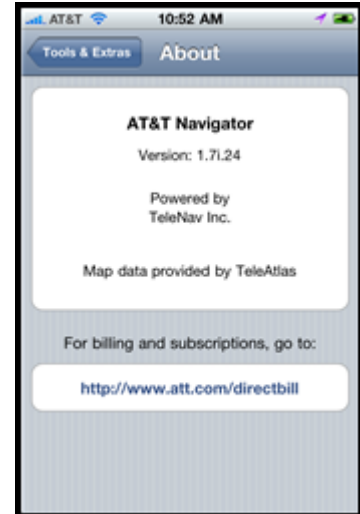 AT&T 10:52 AM
Tools & Extras About
AT&T Navigator
Version: 1.7i.24
Powered by
TeleNav Inc.
Map data provided by TeleAtlas
For billing and subscriptions, go to:
http://www.att.com/directbill